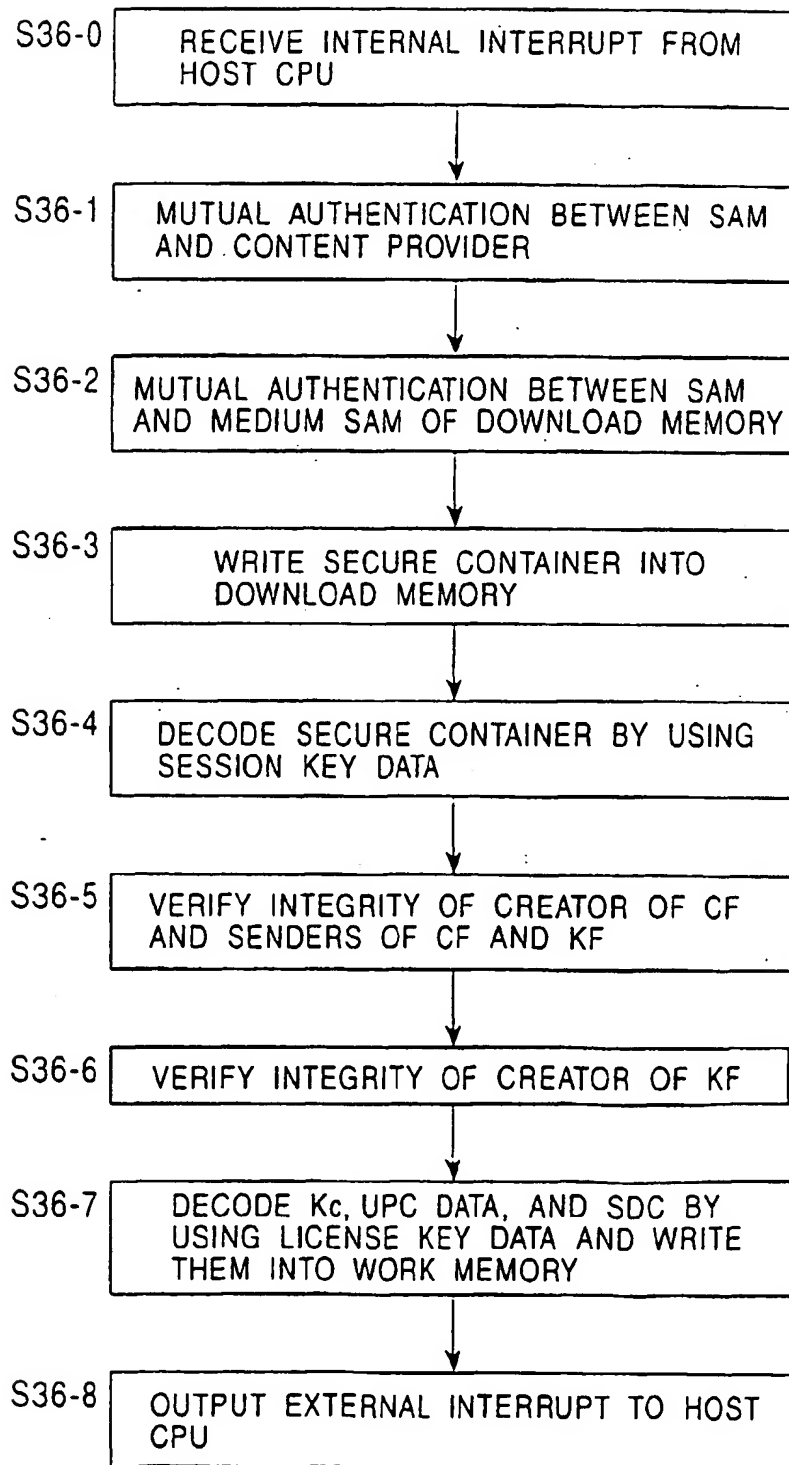 S36-0
RECEIVE INTERNAL INTERRUPT FROM
HOST CPU
S36-1
MUTUAL AUTHENTICATION BETWEEN SAM
AND CONTENT PROVIDER
S36-2
MUTUAL AUTHENTICATION BETWEEN SAM
AND MEDIUM SAM OF DOWNLOAD MEMORY
S36-3
WRITE SECURE CONTAINER INTO
DOWNLOAD MEMORY
S36-4
DECODE SECURE CONTAINER BY USING
SESSION KEY DATA
S36-5
VERIFY INTEGRITY OF CREATOR OF CF
AND SENDERS OF CF AND KF
S36-6
VERIFY INTEGRITY OF CREATOR OF KF
S36-7
DECODE Kc, UPC DATA, AND SDC BY
USING LICENSE KEY DATA AND WRITE
THEM INTO WORK MEMORY
S36-8
OUTPUT EXTERNAL INTERRUPT TO HOST
CPU